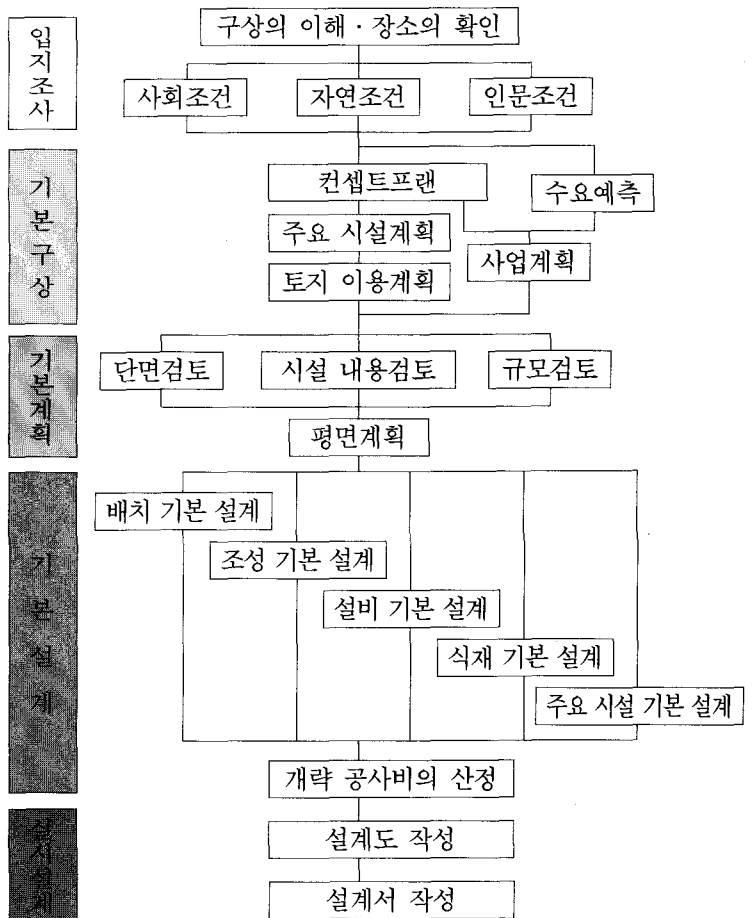 입지조사
구상의 이해 · 장소의 확인
사회조건
자연조건
인문조건
기본구상
컨셉트프랜
수요예측
주요 시설계획
사업계획
토지 이용계획
기본계획
단면검토
시설 내용검토
규모검토
평면계획
기본설계
배치 기본 설계
조성 기본 설계
설비 기본 설계
식재 기본 설계
주요 시설 기본 설계
개략 공사비의 산정
실시설계
설계도 작성
설계서 작성